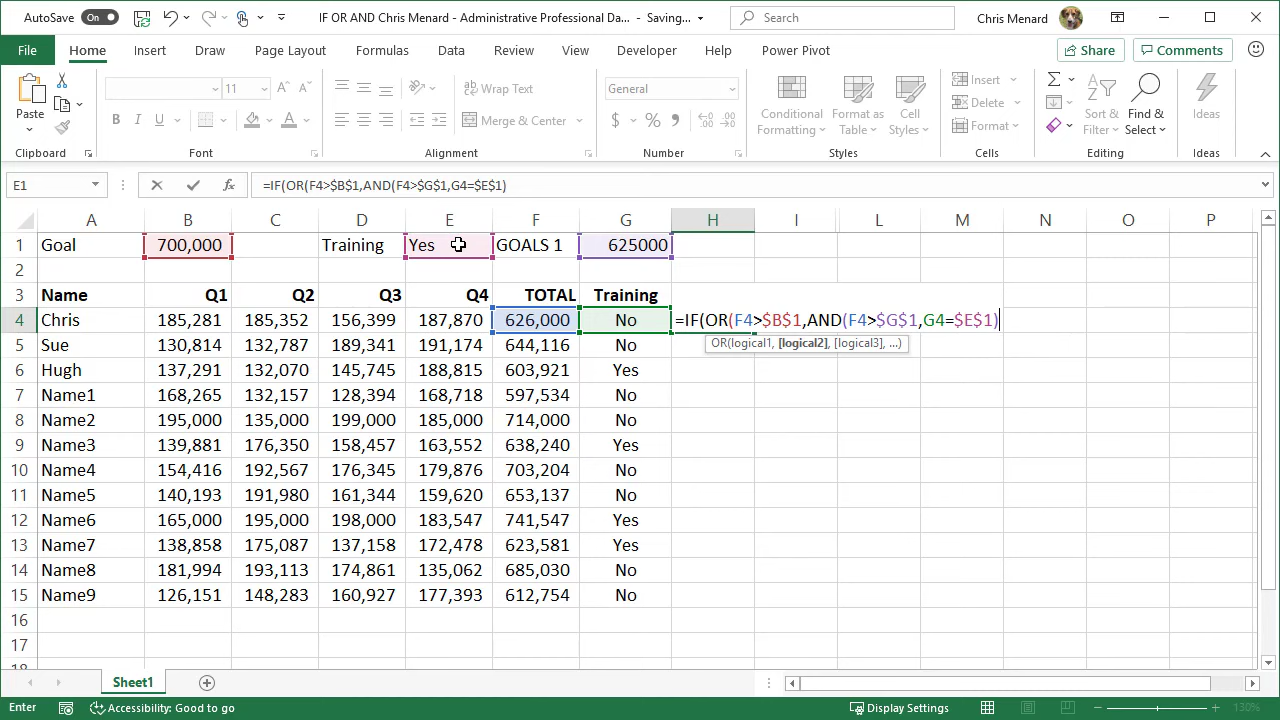 AutoSave On IF OR AND Chris Menard - Administrative Professional Da... - Saving... Search Chris Menard
File Home Insert Draw Page Layout Formulas Data Review View Developer Help Power Pivot Share Comments
Paste 11 Wrap Text General Conditional Formatting Format as Table Cell Styles Insert Sort & Filter Find & Select Ideas
Merge & Center $ % Delete
Format
Clipboard Font Alignment Number Styles Cells Editing Ideas
E1 fx =IF(OR(F4>$B$1,AND(F4>$G$1,G4=$E$1)
A B C D E F G H I L M N O P
1 Goal 700,000 Training Yes GOALS 1 625000
2
3 Name Q1 Q2 Q3 Q4 TOTAL Training
4 Chris 185,281 185,352 156,399 187,870 626,000 No =IF(OR(F4>$B$1,AND(F4>$G$1,G4=$E$1)
OR(logical1, [logical2], [logical3], ...)
5 Sue 130,814 132,787 189,341 191,174 644,116 No
6 Hugh 137,291 132,070 145,745 188,815 603,921 Yes
7 Name1 168,265 132,157 128,394 168,718 597,534 No
8 Name2 195,000 135,000 199,000 185,000 714,000 No
9 Name3 139,881 176,350 158,457 163,552 638,240 Yes
10 Name4 154,416 192,567 176,345 179,876 703,204 No
11 Name5 140,193 191,980 161,344 159,620 653,137 No
12 Name6 165,000 195,000 198,000 183,547 741,547 Yes
13 Name7 138,858 175,087 137,158 172,478 623,581 Yes
14 Name8 181,994 193,113 174,861 135,062 685,030 No
15 Name9 126,151 148,283 160,927 177,393 612,754 No
16
17
18
Sheet1
Enter Accessibility: Good to go Display Settings 130%